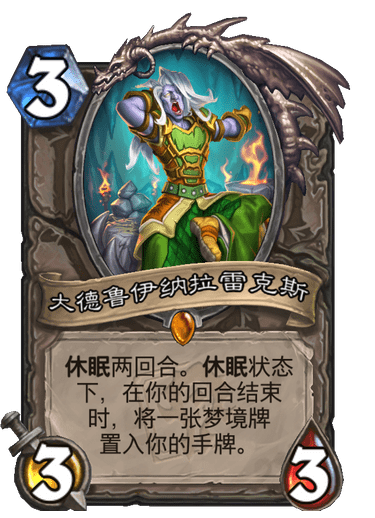 3
大德鲁伊纳拉雷克斯
休眠两回合。休眠状态
下，在你的回合结束
时，将一张梦境牌
置入你的手牌。
3
3